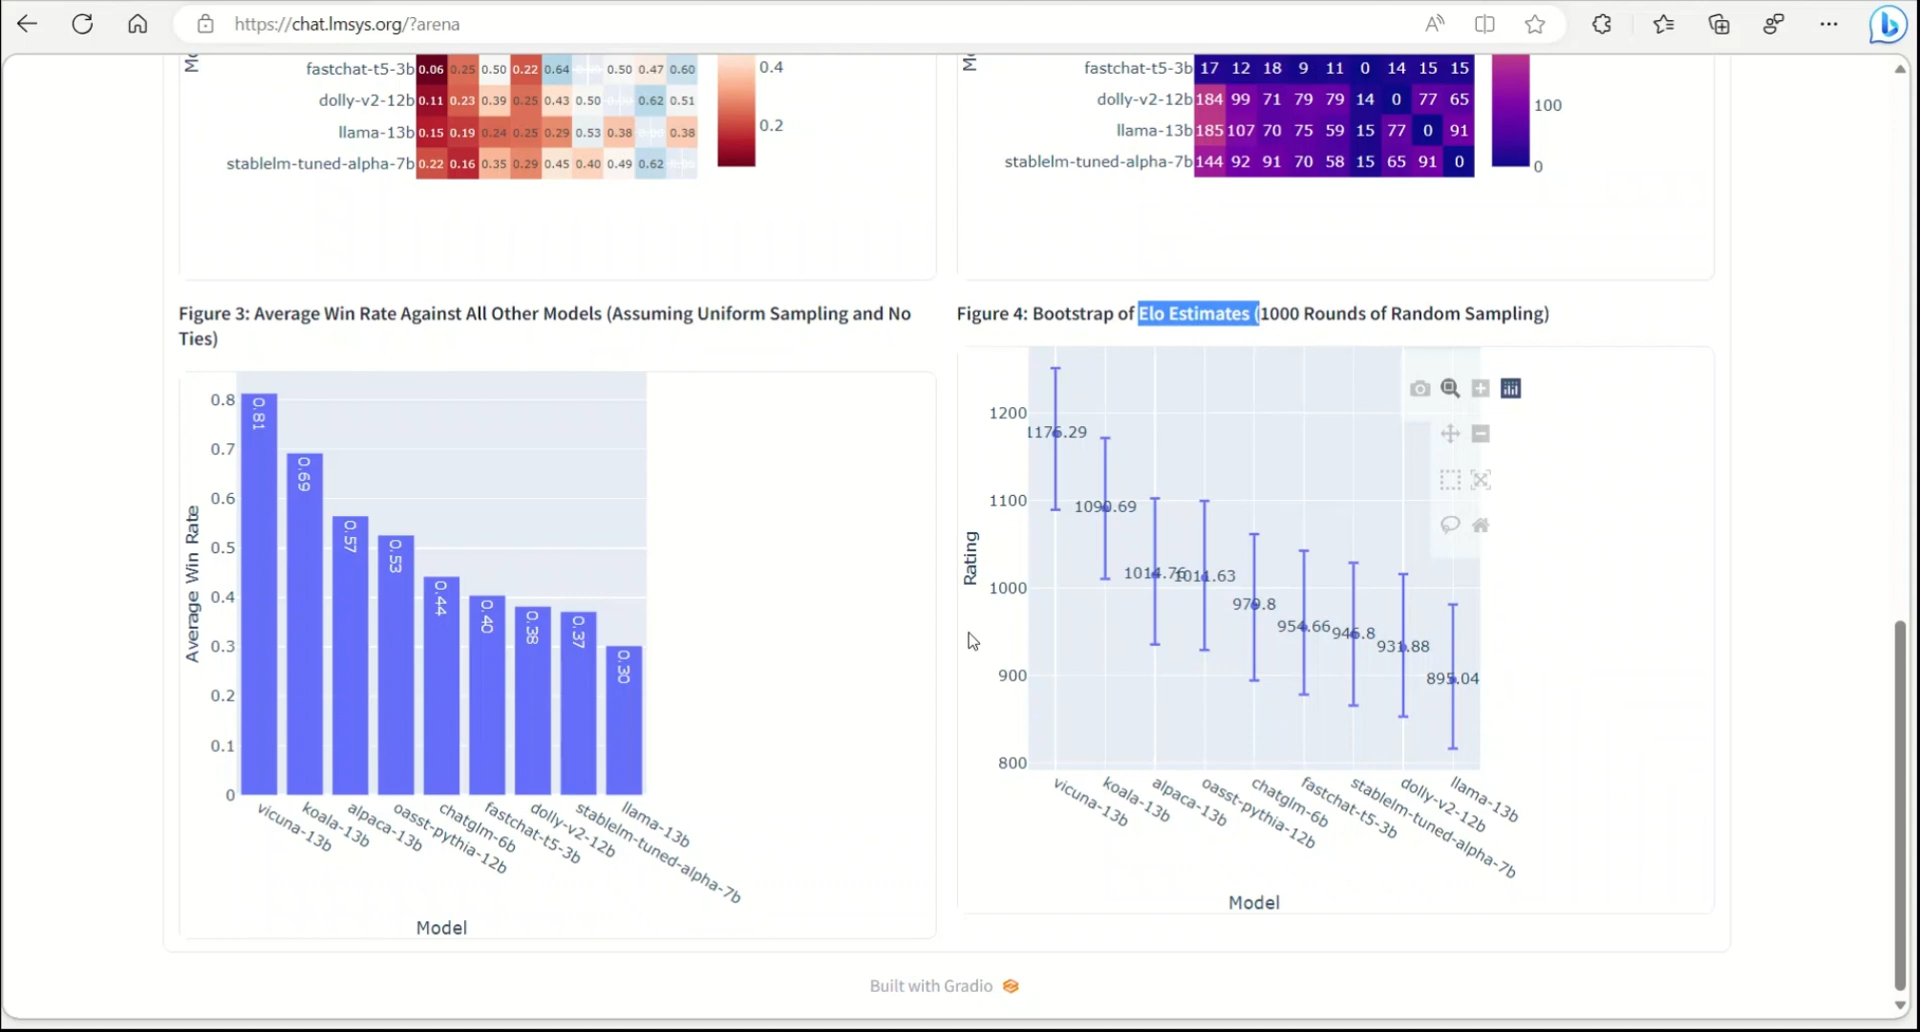 https://chat.lmsys.org/?arena
fastchat-t5-3b 0.06 0.25 0.50 0.22 0.64 0.50 0.47 0.60
dolly-v2-12b 0.11 0.23 0.39 0.25 0.43 0.50 0.62 0.51
llama-13b 0.15 0.19 0.24 0.25 0.29 0.53 0.38 0.38
stablelm-tuned-alpha-7b 0.22 0.16 0.35 0.29 0.45 0.40 0.49 0.62
0.4
0.2
fastchat-t5-3b 17 12 18 9 11 0 14 15 15
dolly-v2-12b 184 99 71 79 79 14 0 77 65
llama-13b 185 107 70 75 59 15 77 0 91
stablelm-tuned-alpha-7b 144 92 91 70 58 15 65 91 0
100
0
Figure 3: Average Win Rate Against All Other Models (Assuming Uniform Sampling and No
Ties)
0.8
0.7
0.6
0.5
0.4
0.3
0.2
0.1
0
Average Win Rate
0.81
0.69
0.57
0.53
0.44
0.40
0.38
0.37
0.30
vicuna-13b
koala-13b
alpaca-13b
oasst-pythia-12b
chatglm-6b
fastchat-t5-3b
dolly-v2-12b
stablelm-tuned-alpha-7b
llama-13b
Model
Figure 4: Bootstrap of Elo Estimates (1000 Rounds of Random Sampling)
1200
1100
1000
900
800
Rating
1176.29
1090.69
1014.76
1011.63
979.8
954.66
946.8
931.88
895.04
vicuna-13b
koala-13b
alpaca-13b
oasst-pythia-12b
chatglm-6b
fastchat-t5-3b
stablelm-tuned-alpha-7b
dolly-v2-12b
llama-13b
Model
Built with Gradio